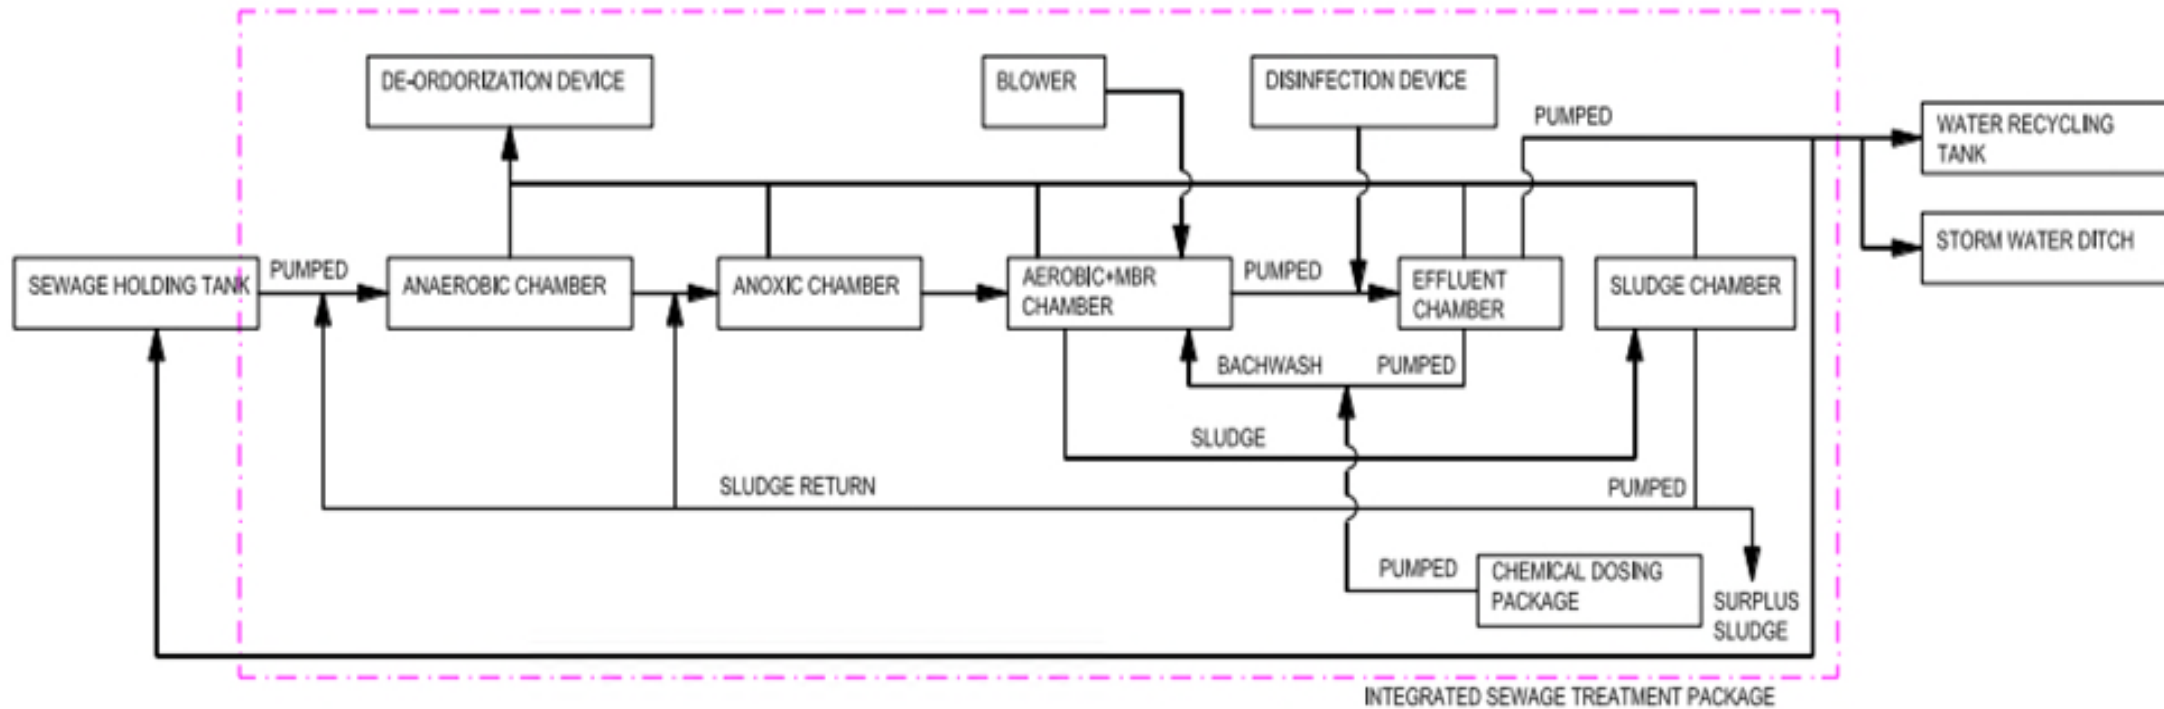 DE-ORDORIZATION DEVICE
BLOWER
DISINFECTION DEVICE
PUMPED
WATER RECYCLING
TANK
STORM WATER DITCH
SEWAGE HOLDING TANK
PUMPED
ANAEROBIC CHAMBER
ANOXIC CHAMBER
AEROBIC+MBR
CHAMBER
PUMPED
EFFLUENT
CHAMBER
SLUDGE CHAMBER
BACHWASH
PUMPED
SLUDGE
SLUDGE RETURN
PUMPED
PUMPED
CHEMICAL DOSING
PACKAGE
SURPLUS
SLUDGE
INTEGRATED SEWAGE TREATMENT PACKAGE